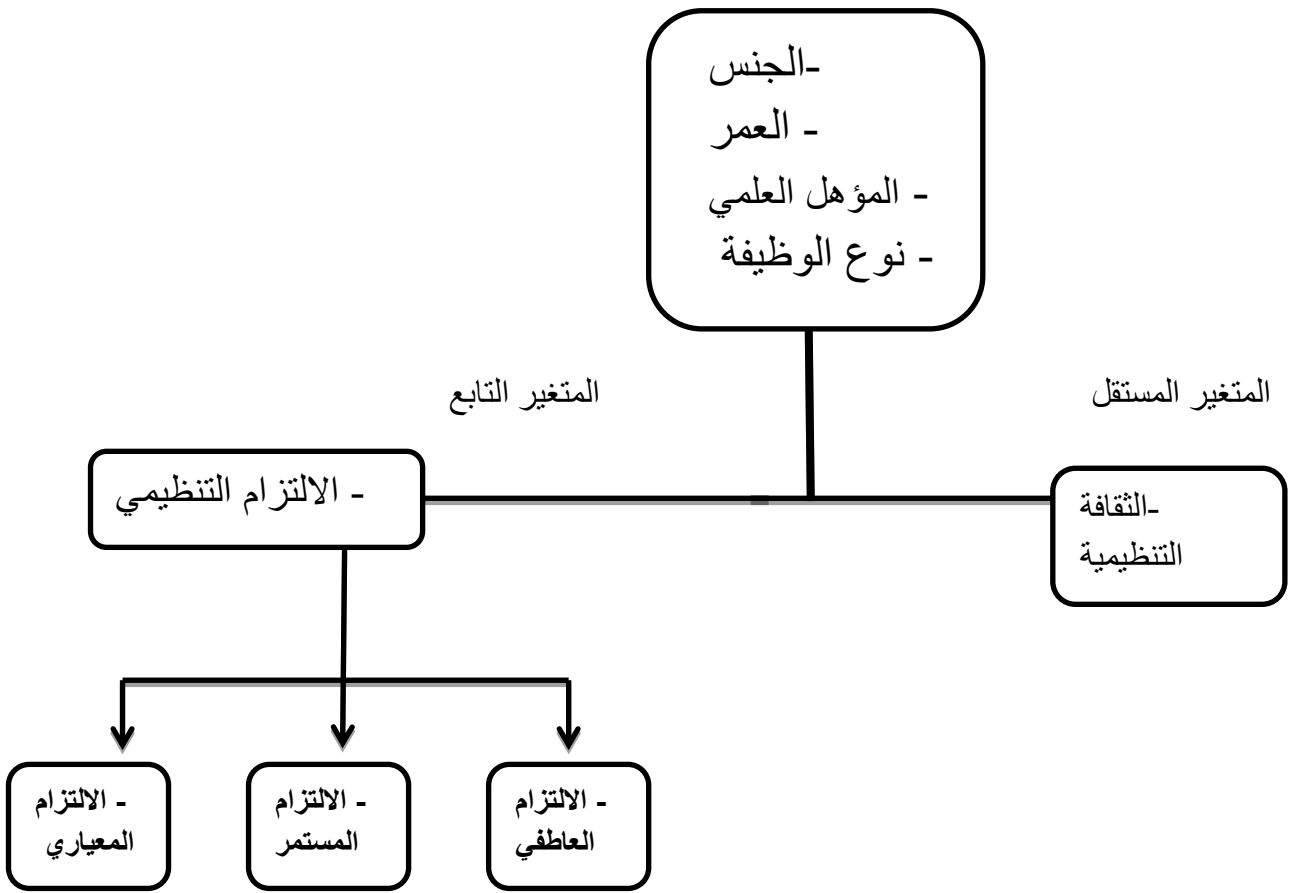 -الجنس
- العمر
- المؤهل العلمي
- نوع الوظيفة
المتغير المستقل
المتغير التابع
-الثقافة
التنظيمية
- الالتزام التنظيمي
- الالتزام
العاطفي
- الالتزام
المستمر
- الالتزام
المعياري